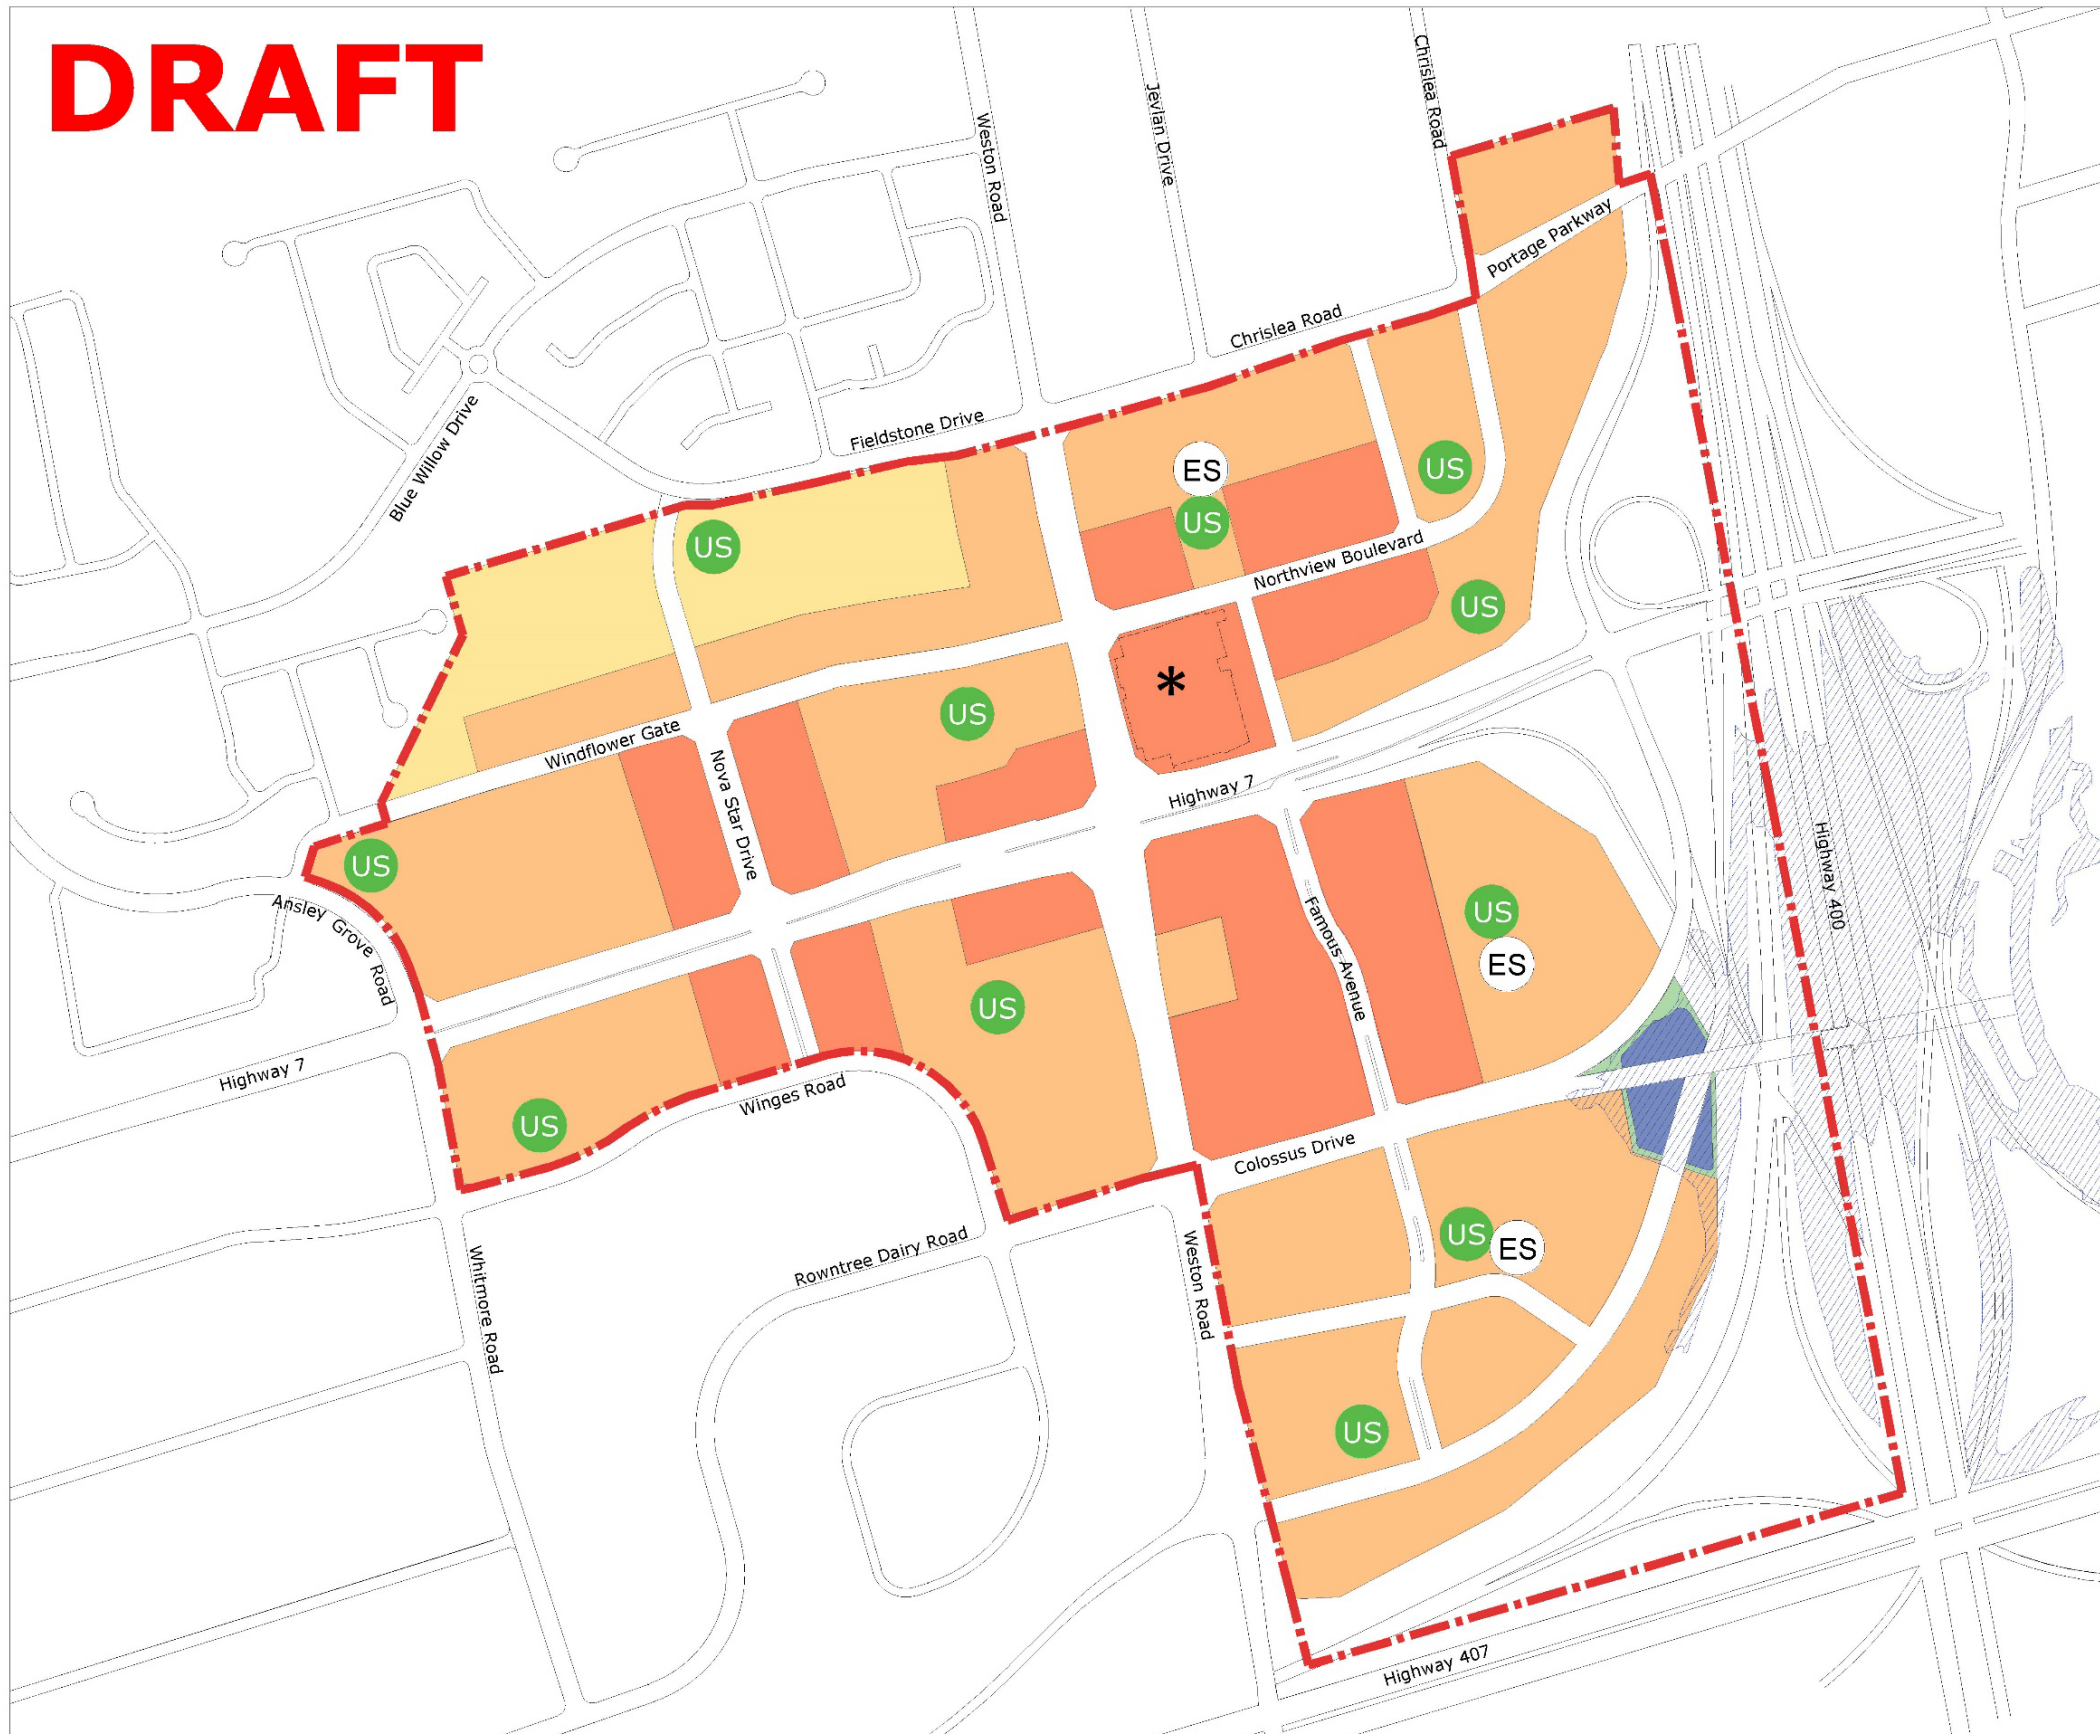 DRAFT
Chrislea Road
Jevlan Drive
Weston Road
Portage Parkway
Chrislea Road
Fieldstone Drive
Blue Willow Drive
ES
US
US
US
US
Northview Boulevard
US
US
*
Windflower Gate
Nova Star Drive
Highway 7
US
Ansley Grove Road
Highway 400
Famous Avenue
US
ES
US
Highway 7
Winges Road
US
Colossus Drive
US
ES
Rowntree Dairy Road
Weston Road
Whitmore Road
US
Highway 407